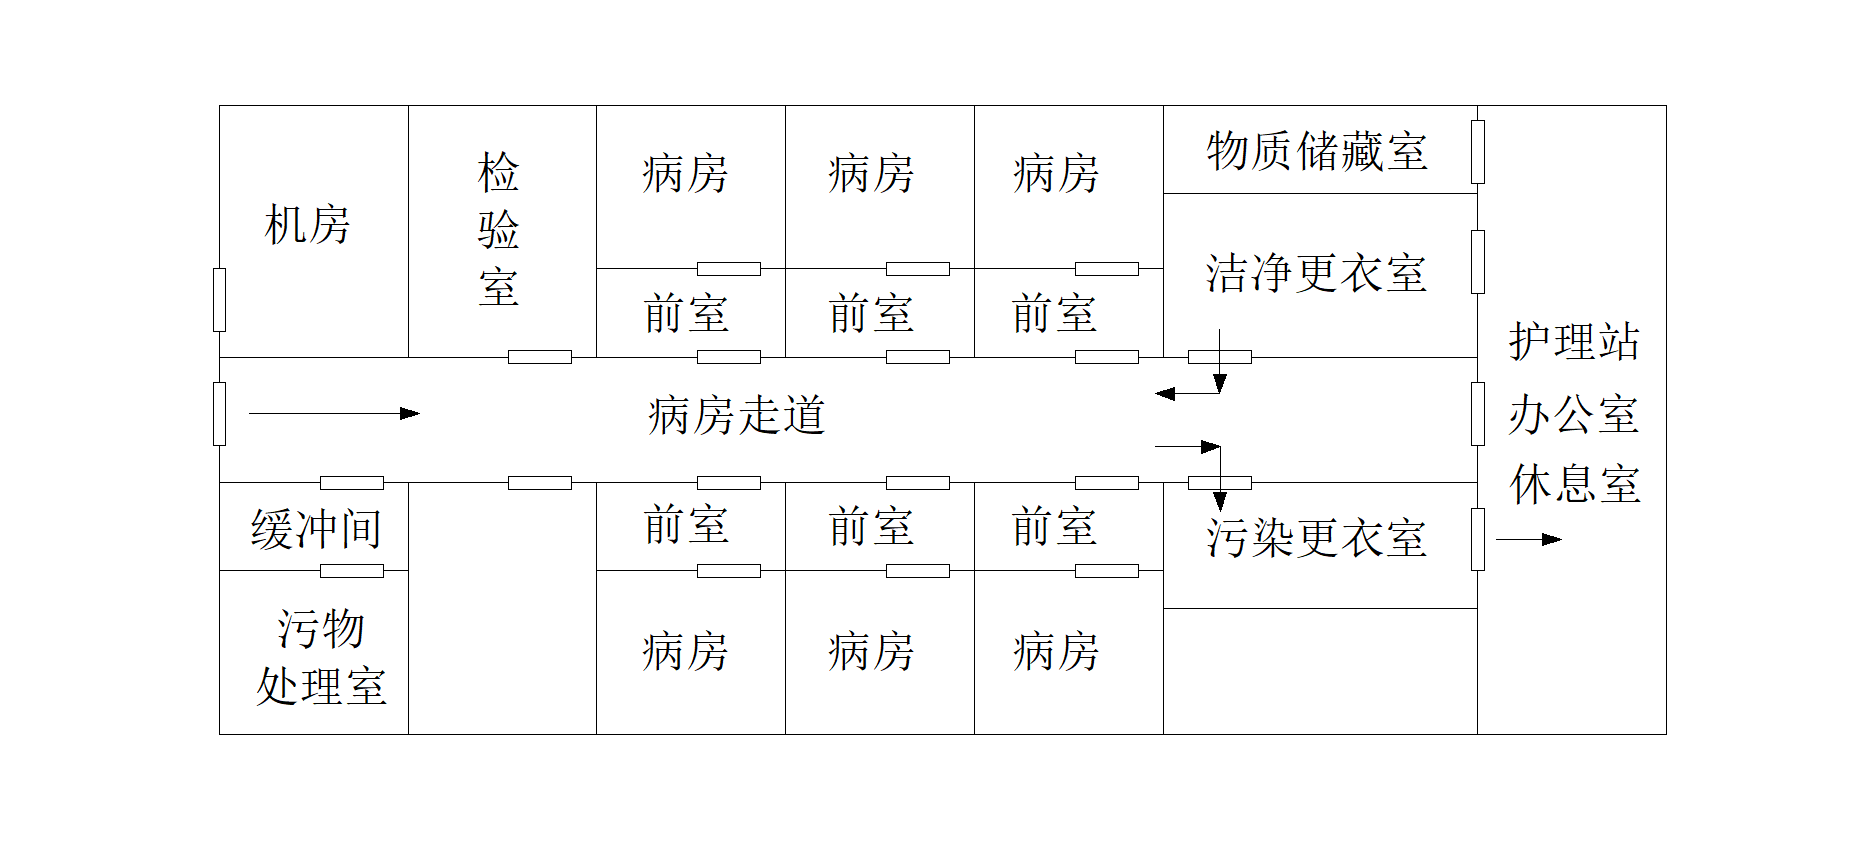 机房
检验室
病房
病房
病房
物质储藏室
前室
前室
前室
洁净更衣室
护理站
办公室
休息室
病房走道
缓冲间
前室
前室
前室
污染更衣室
污物
处理室
病房
病房
病房